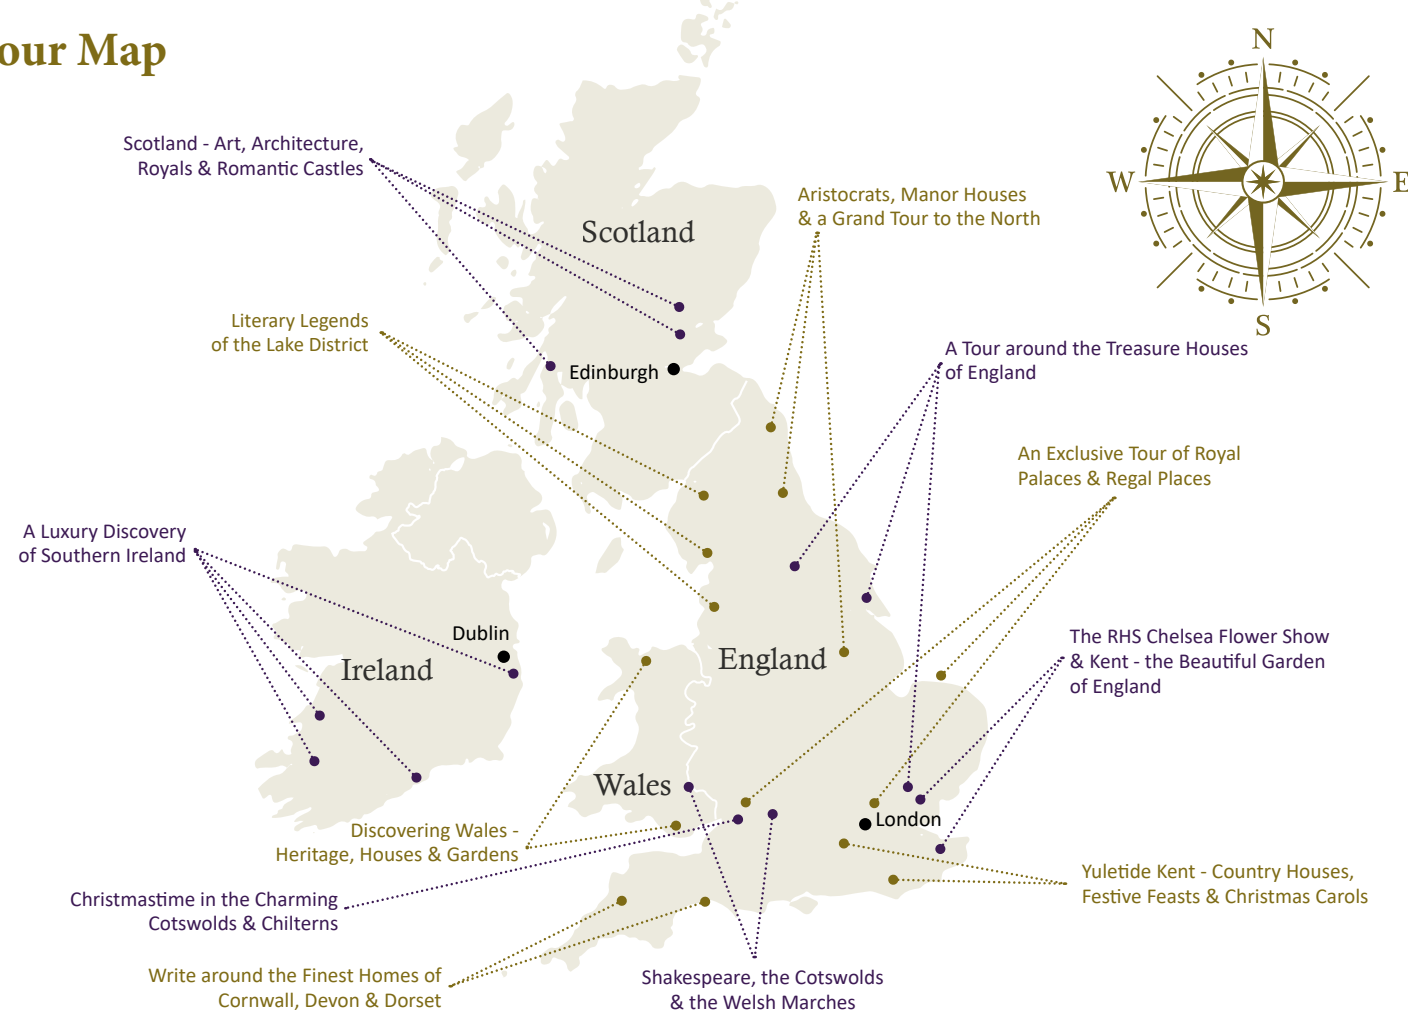 our Map
N
W
E
S
Scotland - Art, Architecture,
Royals & Romantic Castles
Aristocrats, Manor Houses
& a Grand Tour to the North
Scotland
Literary Legends
of the Lake District
A Tour around the Treasure Houses
of England
Edinburgh
An Exclusive Tour of Royal
Palaces & Regal Places
A Luxury Discovery
of Southern Ireland
Dublin
Ireland
England
The RHS Chelsea Flower Show
& Kent - the Beautiful Garden
of England
Wales
London
Discovering Wales -
Heritage, Houses & Gardens
Yuletide Kent - Country Houses,
Festive Feasts & Christmas Carols
Christmastime in the Charming
Cotswolds & Chilterns
Write around the Finest Homes of
Cornwall, Devon & Dorset
Shakespeare, the Cotswolds
& the Welsh Marches